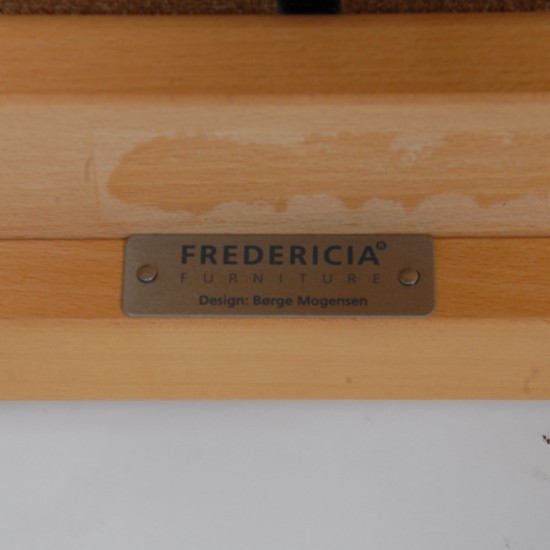 FREDERICIA®
FURNITURE
Design: Børge Mogensen